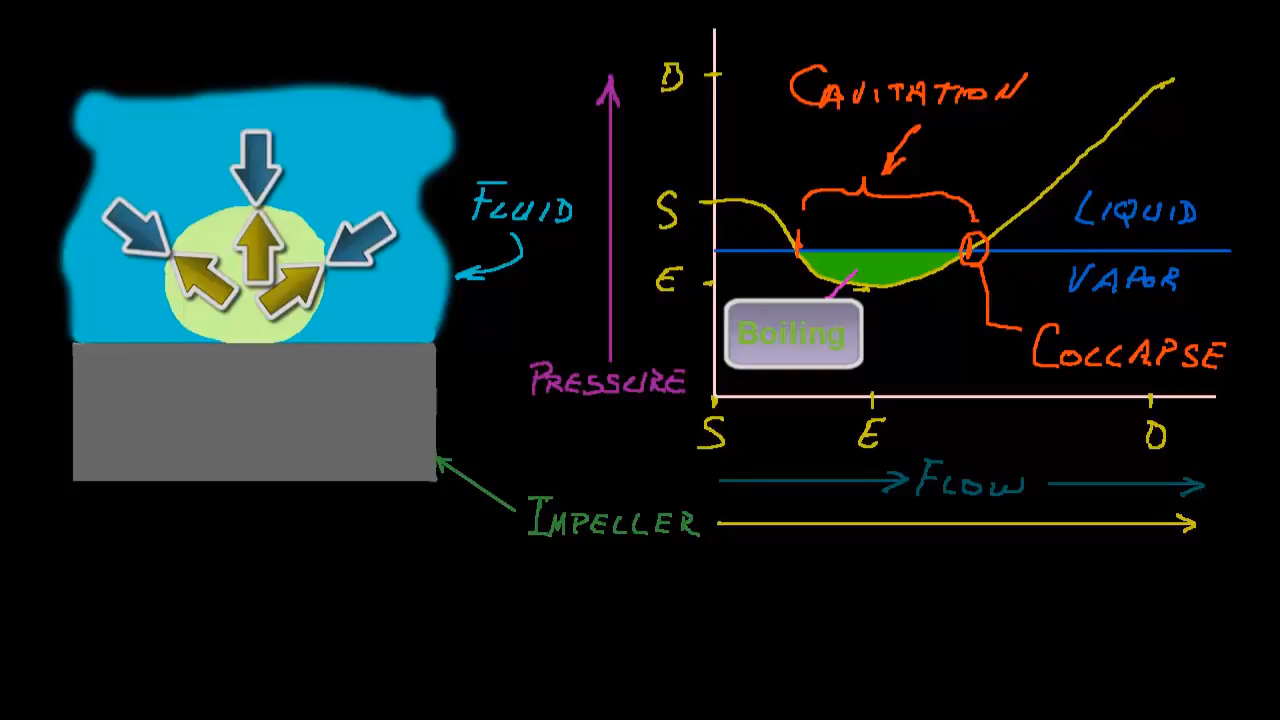 D
CAVITATION
S
FLUID
LIQUID
E
VAPOR
Boiling
COLLAPSE
PRESSURE
S
E
D
FLOW
IMPELLER